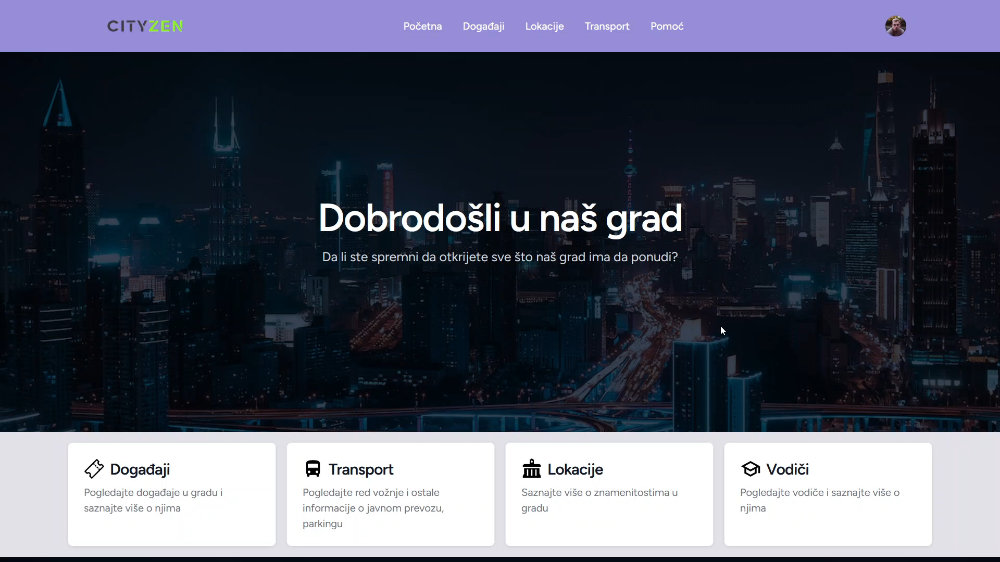 CITYZEN
Početna
Događaji
Lokacije
Transport
Pomoć
Dobrodošli u naš grad
Da li ste spremni da otkrijete sve što naš grad ima da ponudi?
Događaji
Pogledajte događaje u gradu i
saznajte više o njima
Transport
Pogledajte red vožnje i ostale
informacije o javnom prevozu,
parkingu
Lokacije
Saznajte više o znamenitostima u
gradu
Vodiči
Pogledajte vodiče i saznajte više o
njima